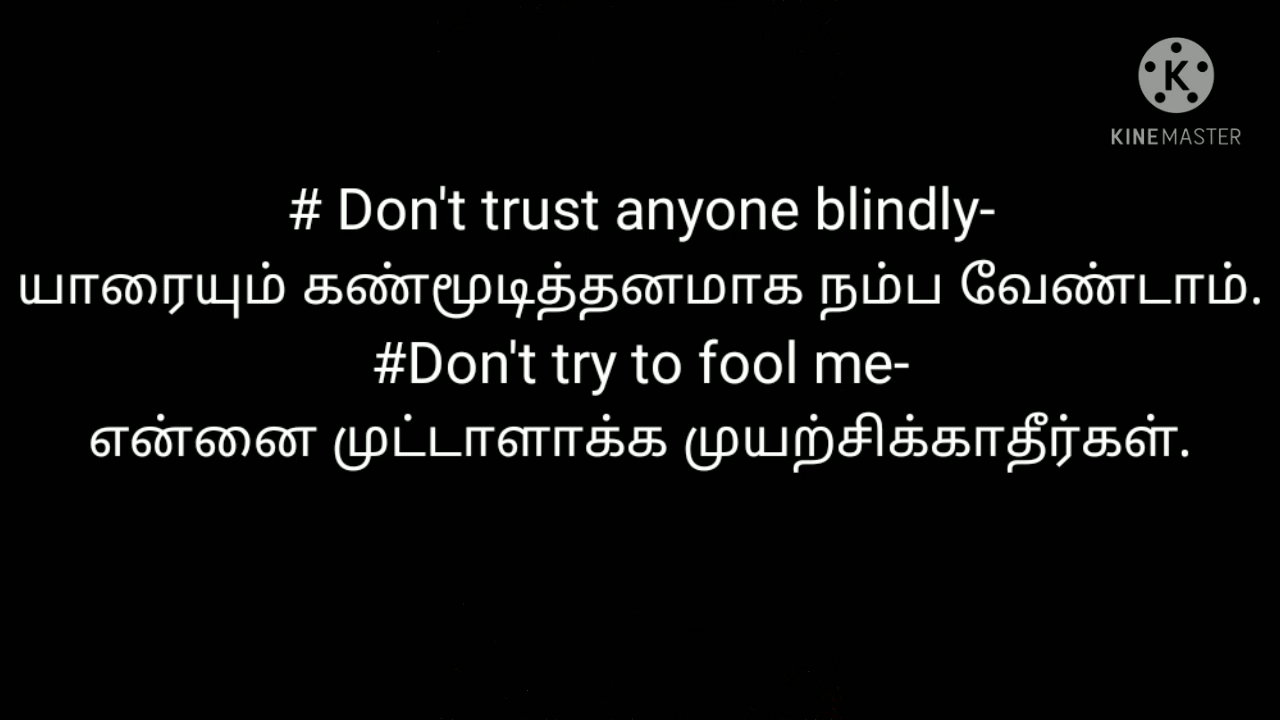 KINEMASTER
# Don't trust anyone blindly-
யாரையும் கண்மூடித்தனமாக நம்ப வேண்டாம்.
#Don't try to fool me-
என்னை முட்டாளாக்க முயற்சிக்காதீர்கள்.